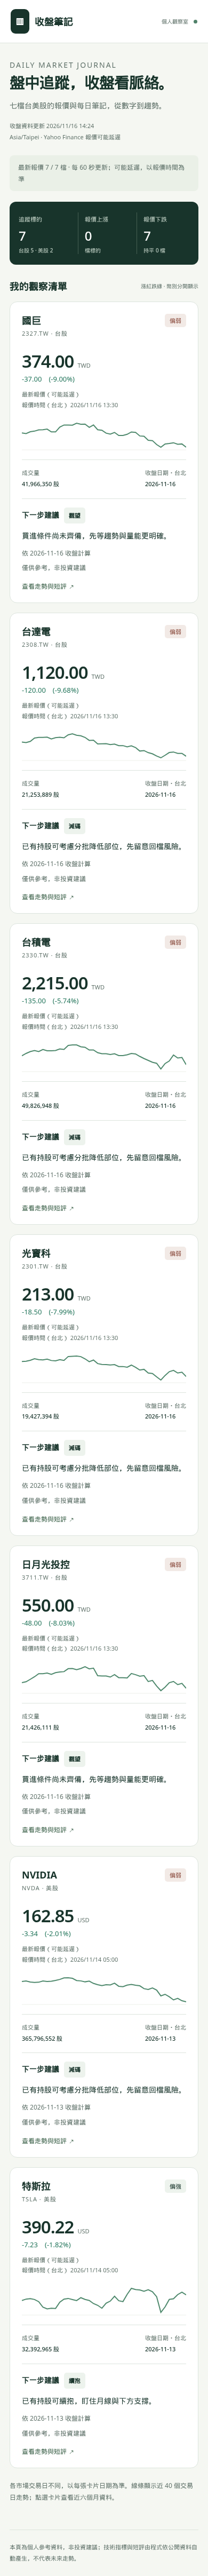 收盤筆記
個人觀察室
DAILY MARKET JOURNAL
盤中追蹤，收盤看脈絡。
七檔台美股的報價與每日筆記，從數字到趨勢。
收盤資料更新 2026/11/16 14:24
Asia/Taipei · Yahoo Finance 報價可能延遲
最新報價 7 / 7 檔 · 每 60 秒更新；可能延遲，以報價時間為
準
追蹤標的
7
台股 5 · 美股 2
報價上漲
0
檔標的
報價下跌
7
持平 0 檔
我的觀察清單
漲紅跌綠 · 幣別分開顯示
國巨
偏弱
2327.TW · 台股
374.00 TWD
-37.00 (-9.00%)
最新報價（可能延遲）
報價時間（台北）2026/11/16 13:30
成交量
41,966,350 股
收盤日期・台北
2026-11-16
下一步建議 觀望
買進條件尚未齊備，先等趨勢與量能更明確。
依 2026-11-16 收盤計算
僅供參考，非投資建議
查看走勢與短評 ↗
台達電
偏弱
2308.TW · 台股
1,120.00 TWD
-120.00 (-9.68%)
最新報價（可能延遲）
報價時間（台北）2026/11/16 13:30
成交量
21,253,889 股
收盤日期・台北
2026-11-16
下一步建議 減碼
已有持股可考慮分批降低部位，先留意回檔風險。
依 2026-11-16 收盤計算
僅供參考，非投資建議
查看走勢與短評 ↗
台積電
偏弱
2330.TW · 台股
2,215.00 TWD
-135.00 (-5.74%)
最新報價（可能延遲）
報價時間（台北）2026/11/16 13:30
成交量
49,826,948 股
收盤日期・台北
2026-11-16
下一步建議 減碼
已有持股可考慮分批降低部位，先留意回檔風險。
依 2026-11-16 收盤計算
僅供參考，非投資建議
查看走勢與短評 ↗
光寶科
偏弱
2301.TW · 台股
213.00 TWD
-18.50 (-7.99%)
最新報價（可能延遲）
報價時間（台北）2026/11/16 13:30
成交量
19,427,394 股
收盤日期・台北
2026-11-16
下一步建議 減碼
已有持股可考慮分批降低部位，先留意回檔風險。
依 2026-11-16 收盤計算
僅供參考，非投資建議
查看走勢與短評 ↗
日月光投控
偏弱
3711.TW · 台股
550.00 TWD
-48.00 (-8.03%)
最新報價（可能延遲）
報價時間（台北）2026/11/16 13:30
成交量
21,426,111 股
收盤日期・台北
2026-11-16
下一步建議 觀望
買進條件尚未齊備，先等趨勢與量能更明確。
依 2026-11-16 收盤計算
僅供參考，非投資建議
查看走勢與短評 ↗
NVIDIA
偏弱
NVDA · 美股
162.85 USD
-3.34 (-2.01%)
最新報價（可能延遲）
報價時間（台北）2026/11/14 05:00
成交量
365,796,552 股
收盤日期・台北
2026-11-13
下一步建議 減碼
已有持股可考慮分批降低部位，先留意回檔風險。
依 2026-11-13 收盤計算
僅供參考，非投資建議
查看走勢與短評 ↗
特斯拉
偏強
TSLA · 美股
390.22 USD
-7.23 (-1.82%)
最新報價（可能延遲）
報價時間（台北）2026/11/14 05:00
成交量
32,392,965 股
收盤日期・台北
2026-11-13
下一步建議 續抱
已有持股可續抱，盯住月線與下方支撐。
依 2026-11-13 收盤計算
僅供參考，非投資建議
查看走勢與短評 ↗
各市場交易日不同，以每張卡片日期為準。線條顯示近 40 個交易
日走勢；點選卡片查看近六個月資料。
本頁為個人參考資料，非投資建議；技術指標與短評由程式依公開資料自
動產生，不代表未來走勢。